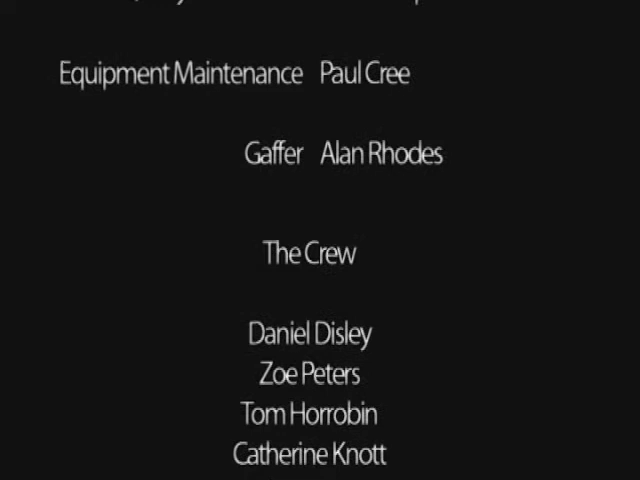 Equipment Maintenance Paul Cree
Gaffer Alan Rhodes
The Crew
Daniel Disley
Zoe Peters
Tom Horrobin
Catherine Knott